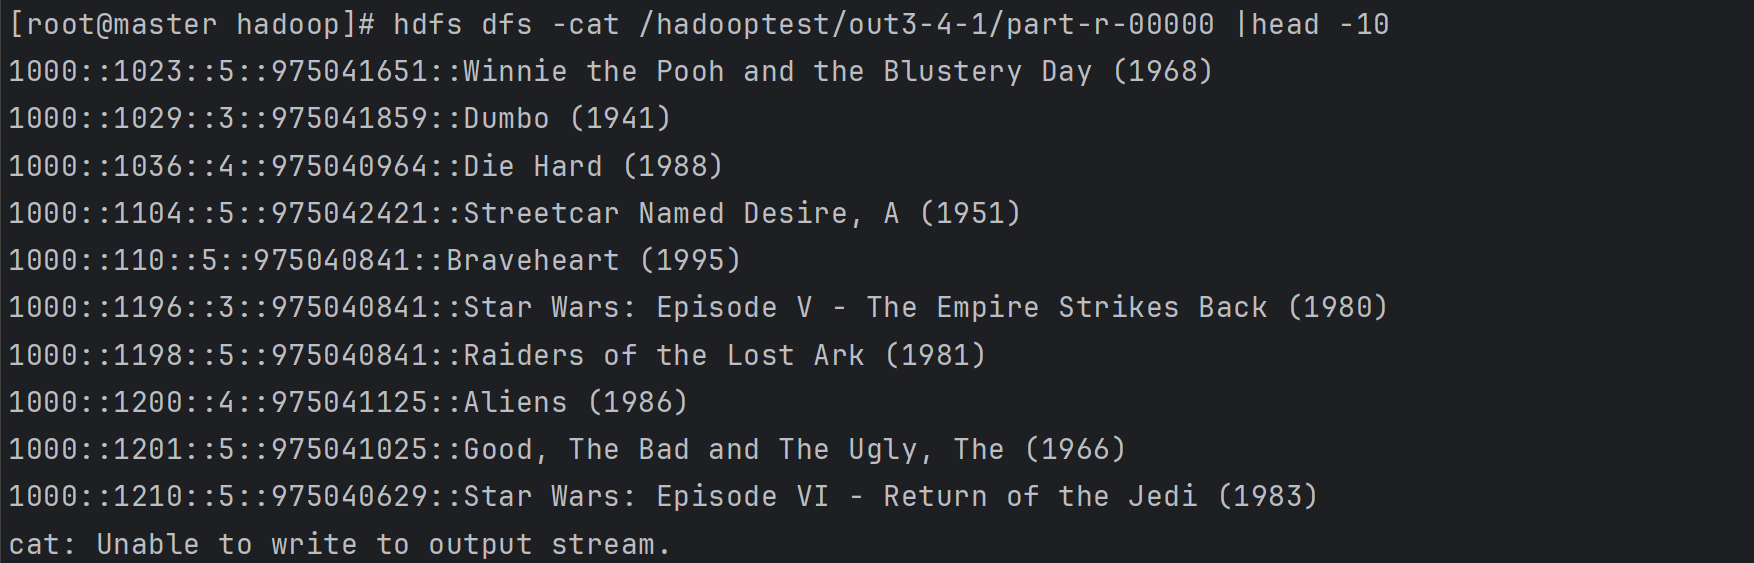 [root@master hadoop]# hdfs dfs -cat /hadooptest/out3-4-1/part-r-00000 |head -10
1000::1023::5::975041651::Winnie the Pooh and the Blustery Day (1968)
1000::1029::3::975041859::Dumbo (1941)
1000::1036::4::975040964::Die Hard (1988)
1000::1104::5::975042421::Streetcar Named Desire, A (1951)
1000::110::5::975040841::Braveheart (1995)
1000::1196::3::975040841::Star Wars: Episode V - The Empire Strikes Back (1980)
1000::1198::5::975040841::Raiders of the Lost Ark (1981)
1000::1200::4::975041125::Aliens (1986)
1000::1201::5::975041025::Good, The Bad and The Ugly, The (1966)
1000::1210::5::975040629::Star Wars: Episode VI - Return of the Jedi (1983)
cat: Unable to write to output stream.